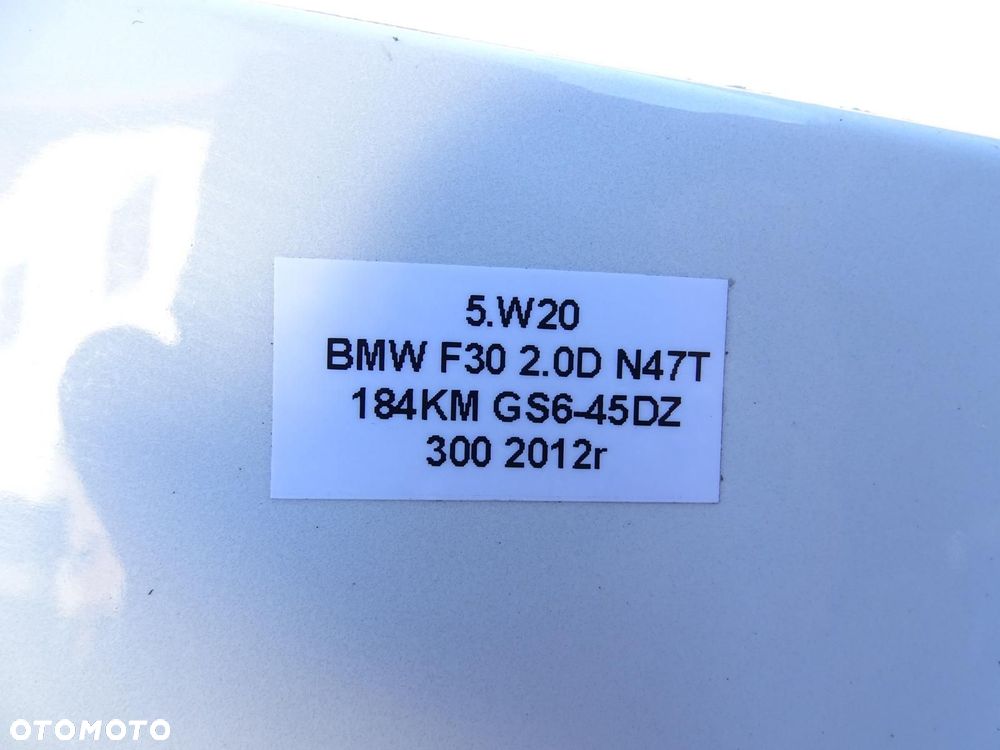 5.W20
BMW F30 2.0D N47T
184KM GS6-45DZ
300 2012r
OTOMOTO